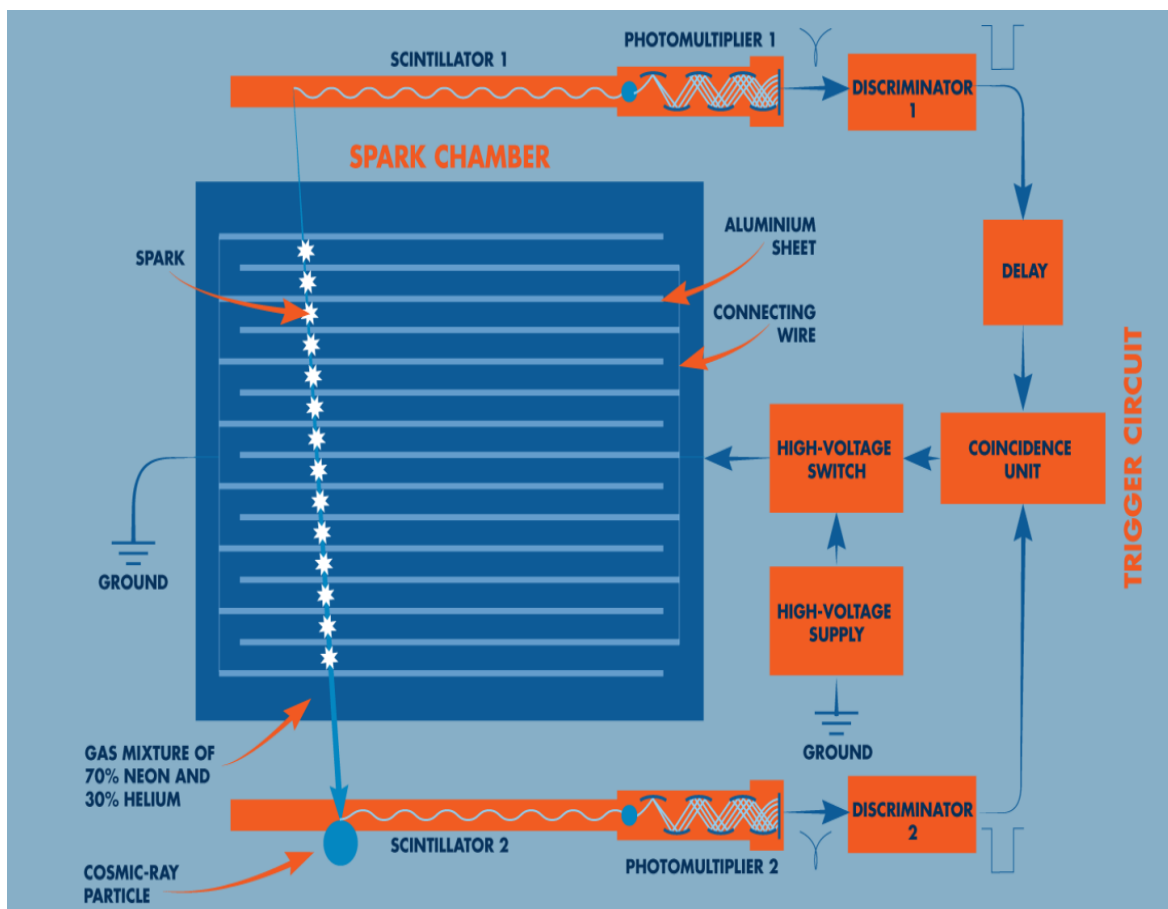 PHOTOMULTIPLIER 1
SCINTILLATOR 1
DISCRIMINATOR
1
SPARK CHAMBER
SPARK
ALUMINIUM
SHEET
CONNECTING
WIRE
DELAY
TRIGGER CIRCUIT
HIGH-VOLTAGE
SWITCH
COINCIDENCE
UNIT
GROUND
HIGH-VOLTAGE
SUPPLY
GROUND
GAS MIXTURE OF
70% NEON AND
30% HELIUM
SCINTILLATOR 2
DISCRIMINATOR
2
PHOTOMULTIPLIER 2
COSMIC-RAY
PARTICLE